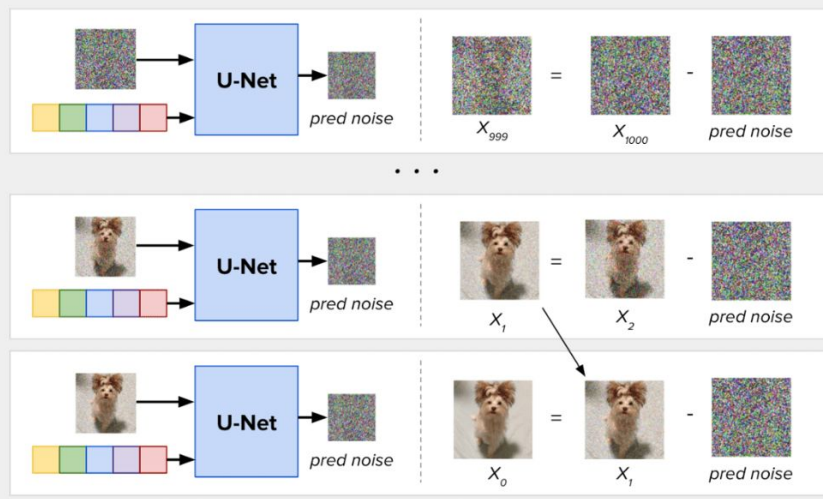 U-Net
pred noise
X₉₉₉ = X₁₀₀₀ - pred noise
. . .
U-Net
pred noise
X₁ = X₂ - pred noise
U-Net
pred noise
X₀ = X₁ - pred noise